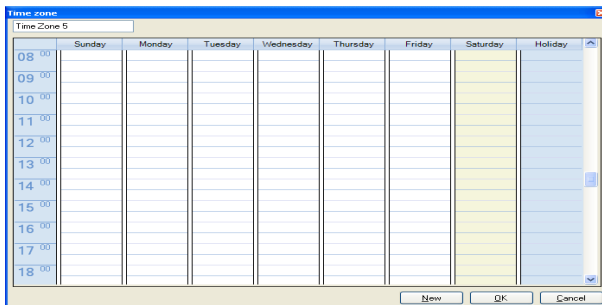 Time zone
Time Zone 5
Sunday Monday Tuesday Wednesday Thursday Friday Saturday Holiday
08 00
09 00
10 00
11 00
12 00
13 00
14 00
15 00
16 00
17 00
18 00
New OK Cancel